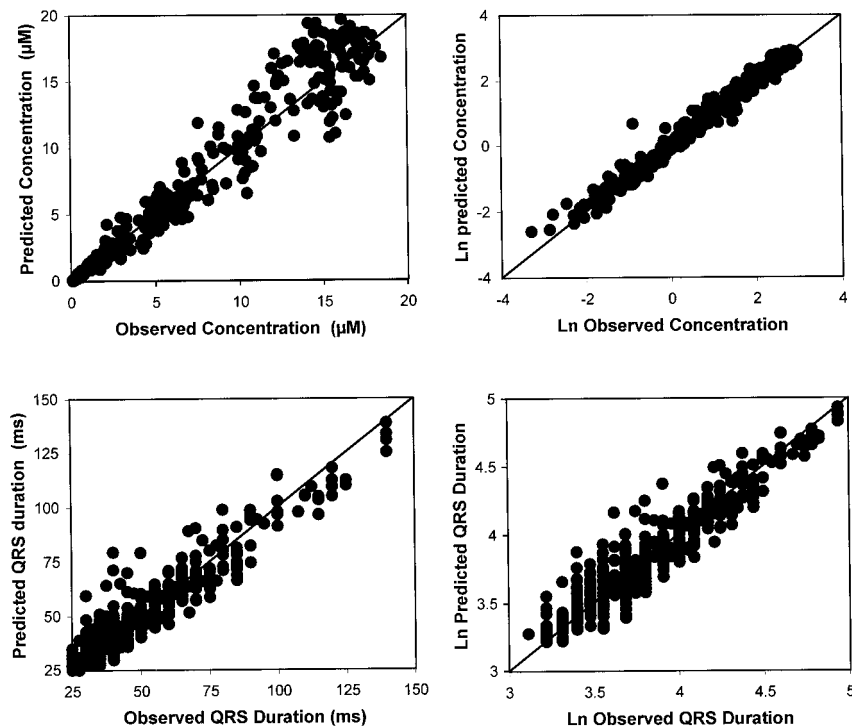 20
15
10
5
0
Predicted Concentration (µM)
0 5 10 15 20
Observed Concentration (µM)
4
2
0
-2
-4
Ln predicted Concentration
-4 -2 0 2 4
Ln Observed Concentration
150
125
100
75
50
25
Predicted QRS duration (ms)
25 50 75 100 125 150
Observed QRS Duration (ms)
5
4.5
4
3.5
3
Ln Predicted QRS Duration
3 3.5 4 4.5 5
Ln Observed QRS Duration